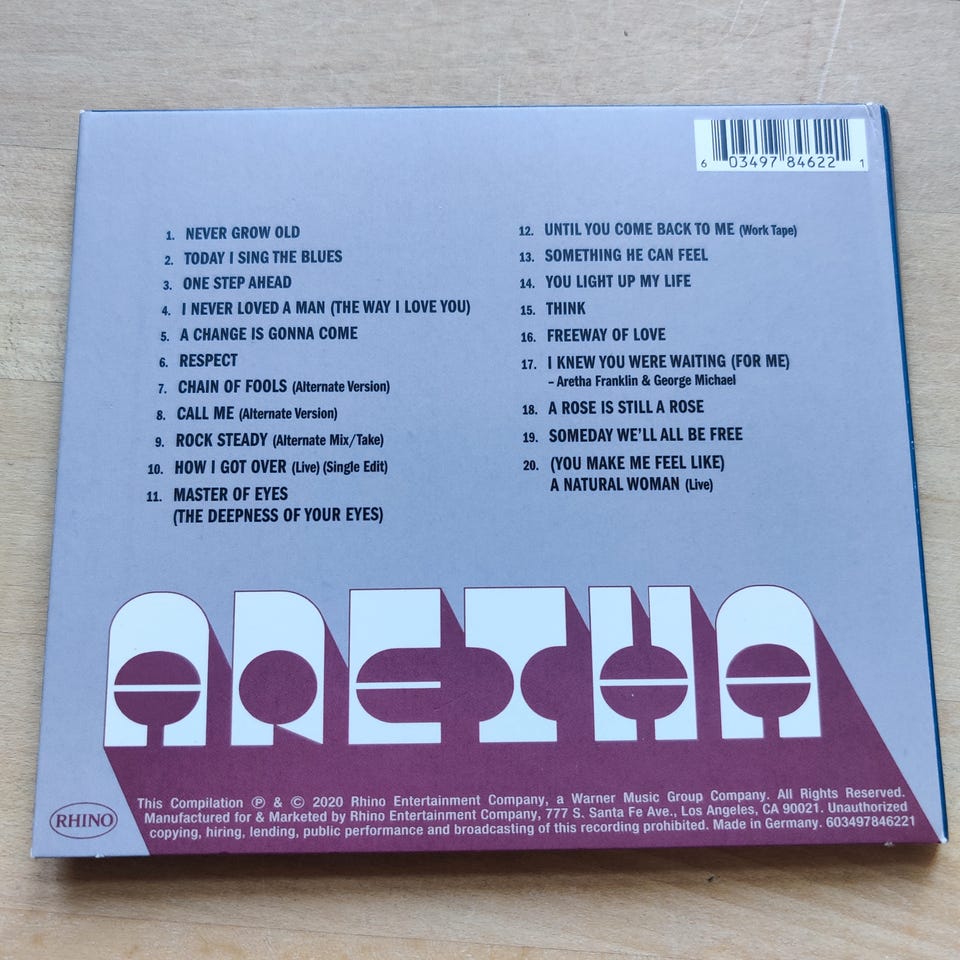 6 03497 84622 1
1. NEVER GROW OLD
2. TODAY I SING THE BLUES
3. ONE STEP AHEAD
4. I NEVER LOVED A MAN (THE WAY I LOVE YOU)
5. A CHANGE IS GONNA COME
6. RESPECT
7. CHAIN OF FOOLS (Alternate Version)
8. CALL ME (Alternate Version)
9. ROCK STEADY (Alternate Mix/Take)
10. HOW I GOT OVER (Live) (Single Edit)
11. MASTER OF EYES
(THE DEEPNESS OF YOUR EYES)
12. UNTIL YOU COME BACK TO ME (Work Tape)
13. SOMETHING HE CAN FEEL
14. YOU LIGHT UP MY LIFE
15. THINK
16. FREEWAY OF LOVE
17. I KNEW YOU WERE WAITING (FOR ME)
– Aretha Franklin & George Michael
18. A ROSE IS STILL A ROSE
19. SOMEDAY WE'LL ALL BE FREE
20. (YOU MAKE ME FEEL LIKE)
A NATURAL WOMAN (Live)
ARETHA
RHINO
This Compilation ℗ & © 2020 Rhino Entertainment Company, a Warner Music Group Company. All Rights Reserved.
Manufactured for & Marketed by Rhino Entertainment Company, 777 S. Santa Fe Ave., Los Angeles, CA 90021. Unauthorized
copying, hiring, lending, public performance and broadcasting of this recording prohibited. Made in Germany. 603497846221